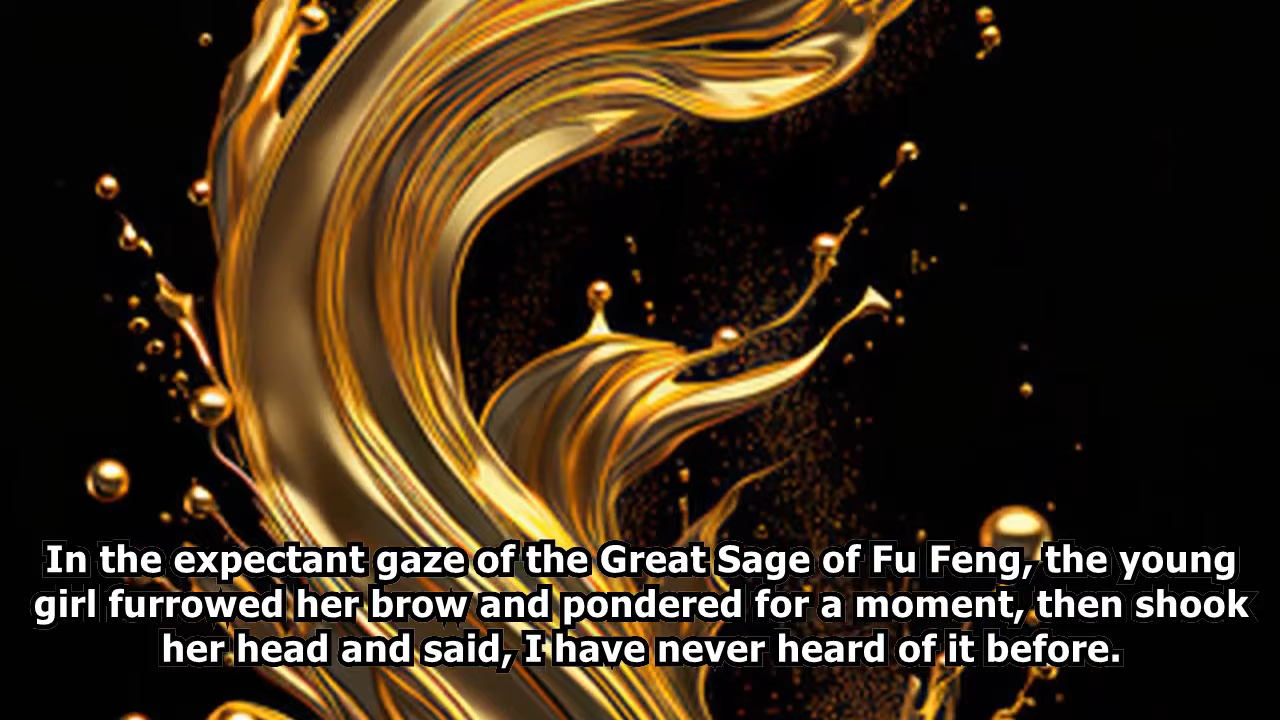 In the expectant gaze of the Great Sage of Fu Feng, the young
girl furrowed her brow and pondered for a moment, then shook
her head and said, I have never heard of it before.